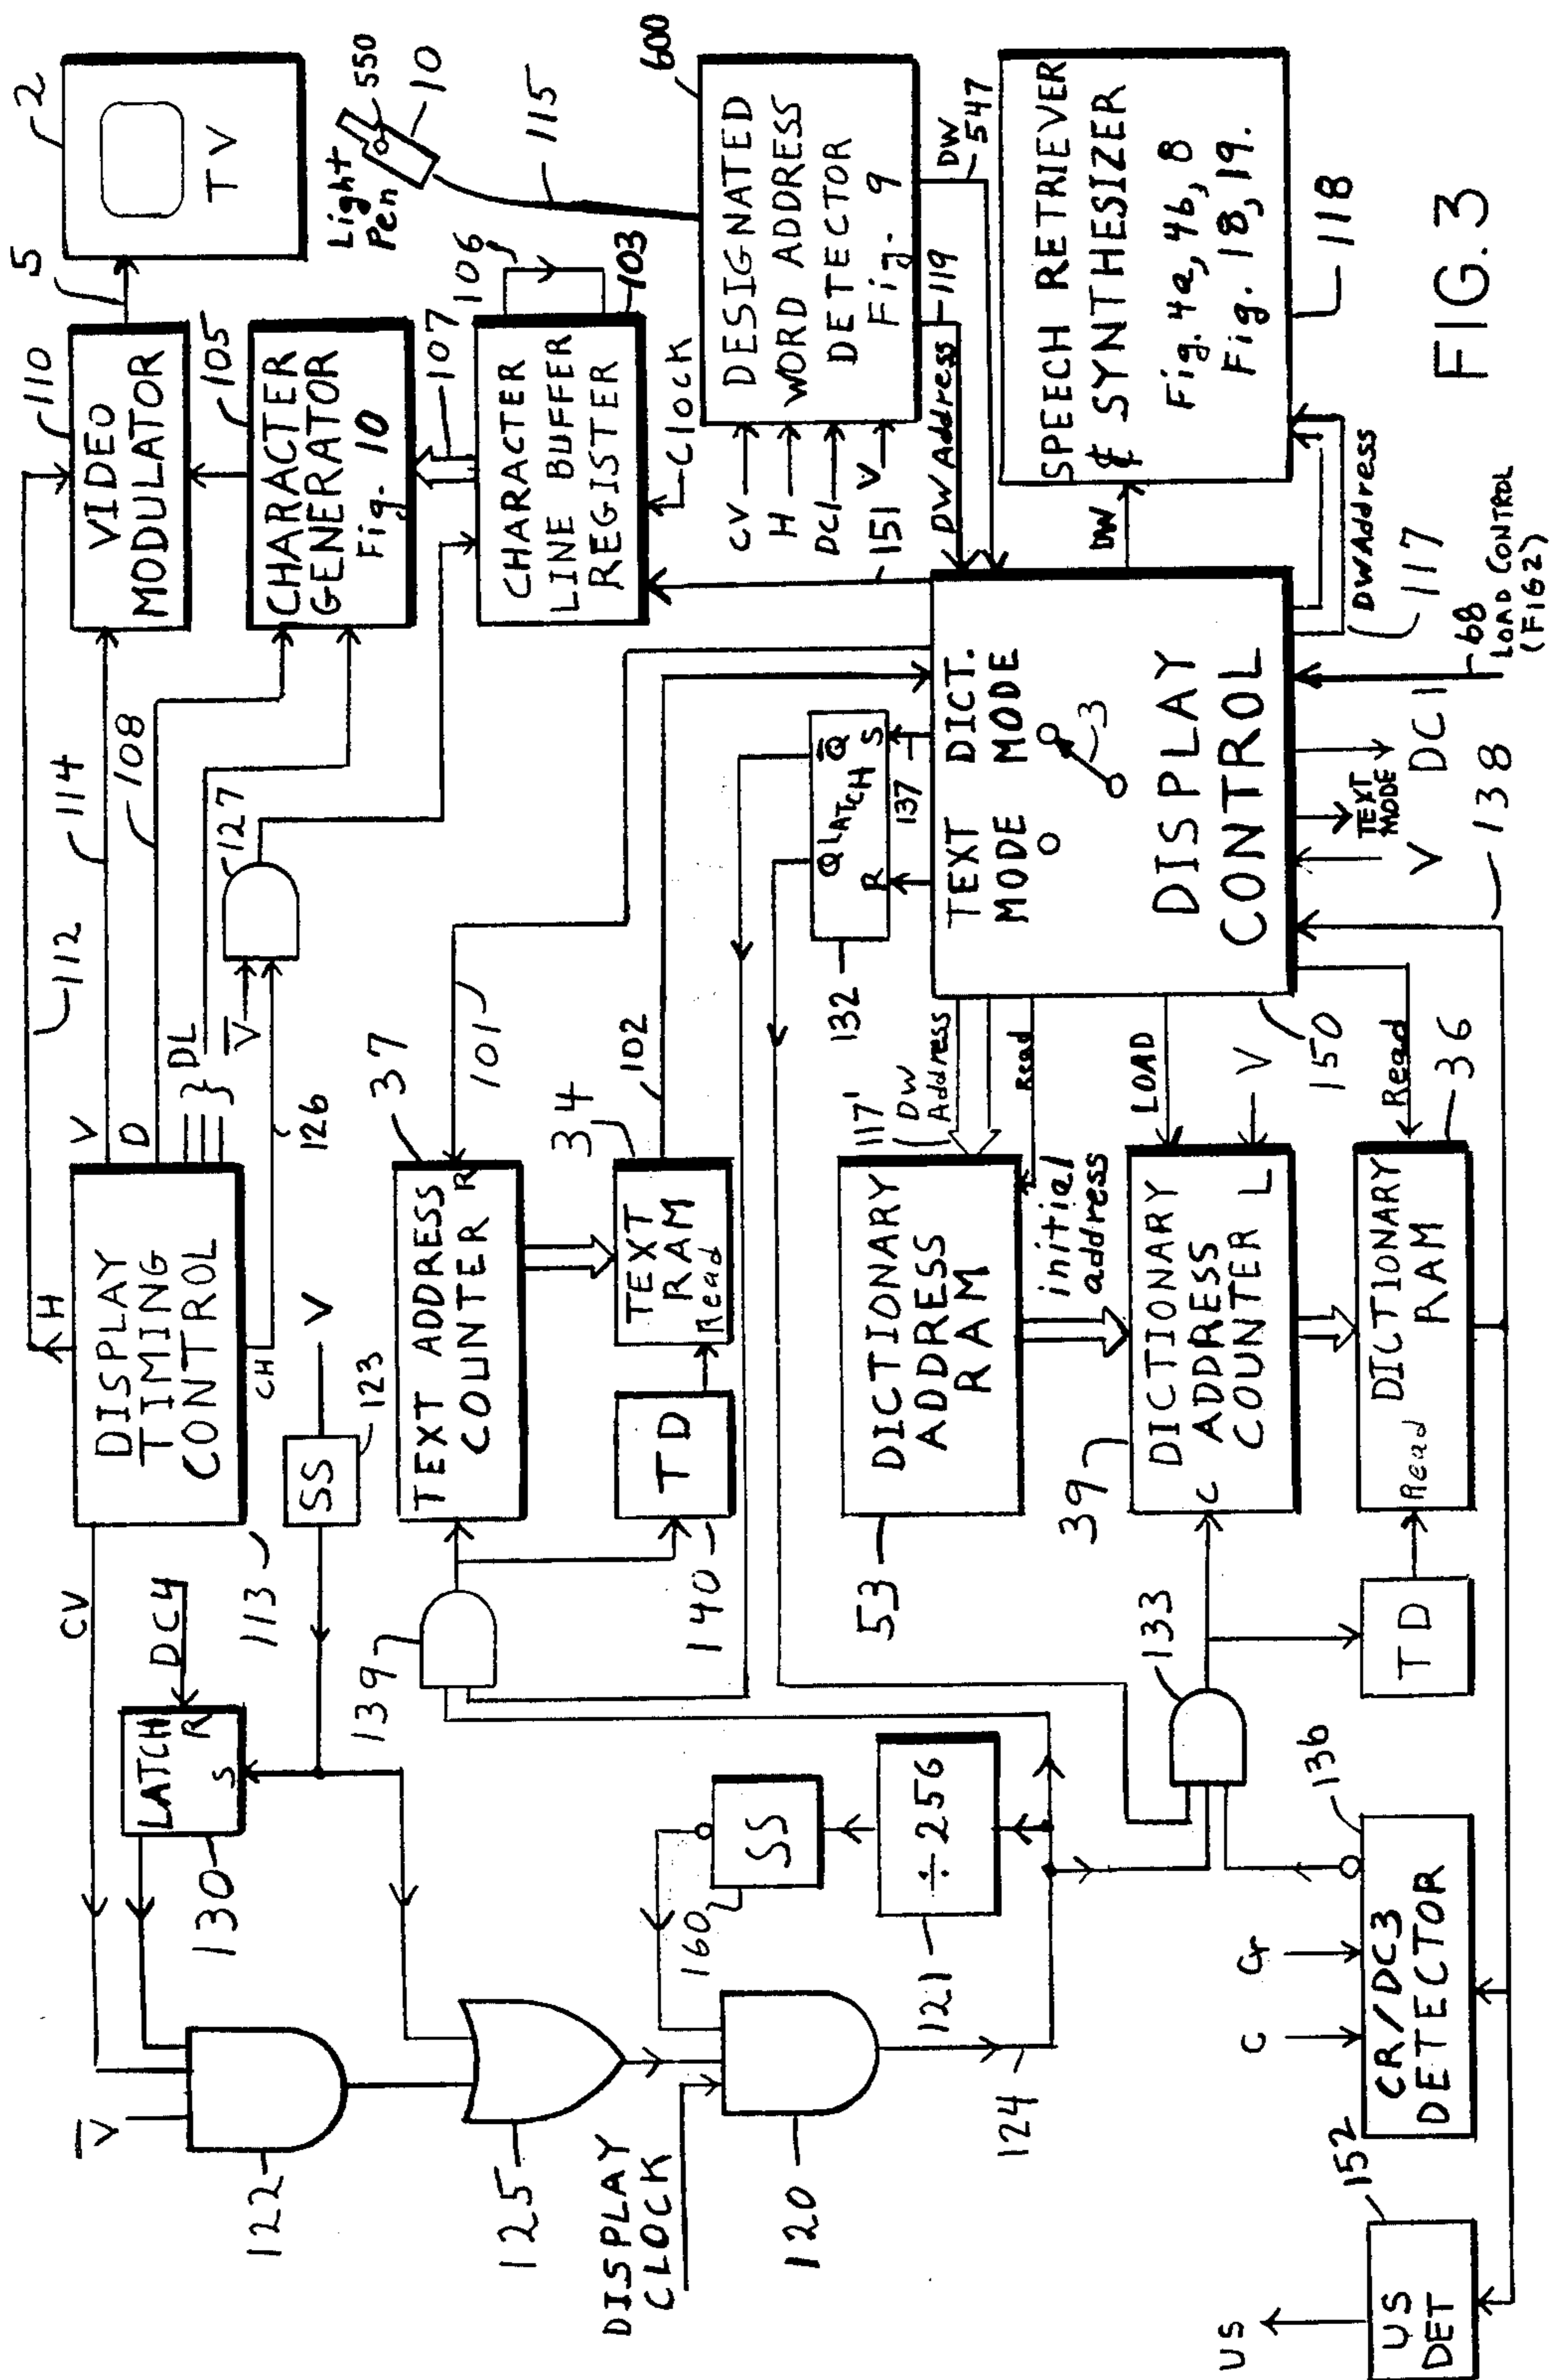 2
TV
5
110
VIDEO
MODULATOR
112
114
108
H
V
D
DL
V
126
127
CH
DISPLAY
TIMING
CONTROL
113
CV
DC4
LATCH
R
S
130
SS
123
V
V
122
125
DISPLAY
CLOCK
120
124
÷256
121
SS
160
105
CHARACTER
GENERATOR
Fig. 10
107
106
CHARACTER
LINE BUFFER
REGISTER
103
Clock
Light
Pen
550
10
115
600
DESIGNATED
WORD ADDRESS
DETECTOR
Fig. 9
CV
H
DC1
V
151
DW Address
119
DW
547
SPEECH RETRIEVER
& SYNTHESIZER
Fig. 4a, 4b, 8
Fig. 18, 19.
118
DW
DW Address
117
TEXT ADDRESS
COUNTER
R
37
101
139
140
TD
TEXT
RAM
Read
34
102
Q
LATCH
Q
R
S
132
137
TEXT
MODE
DICT.
MODE
3
DISPLAY
CONTROL
150
68
LOAD CONTROL
(FIG 2)
DC1
TEXT
MODE
V
138
DICTIONARY
ADDRESS
RAM
53
117'
DW
Address
Read
initial
address
DICTIONARY
ADDRESS
COUNTER
C
L
39
LOAD
V
DICTIONARY
RAM
Read
Read
36
TD
133
136
CR/DC3
DETECTOR
C
Cr
152
US
DET
US
FIG. 3